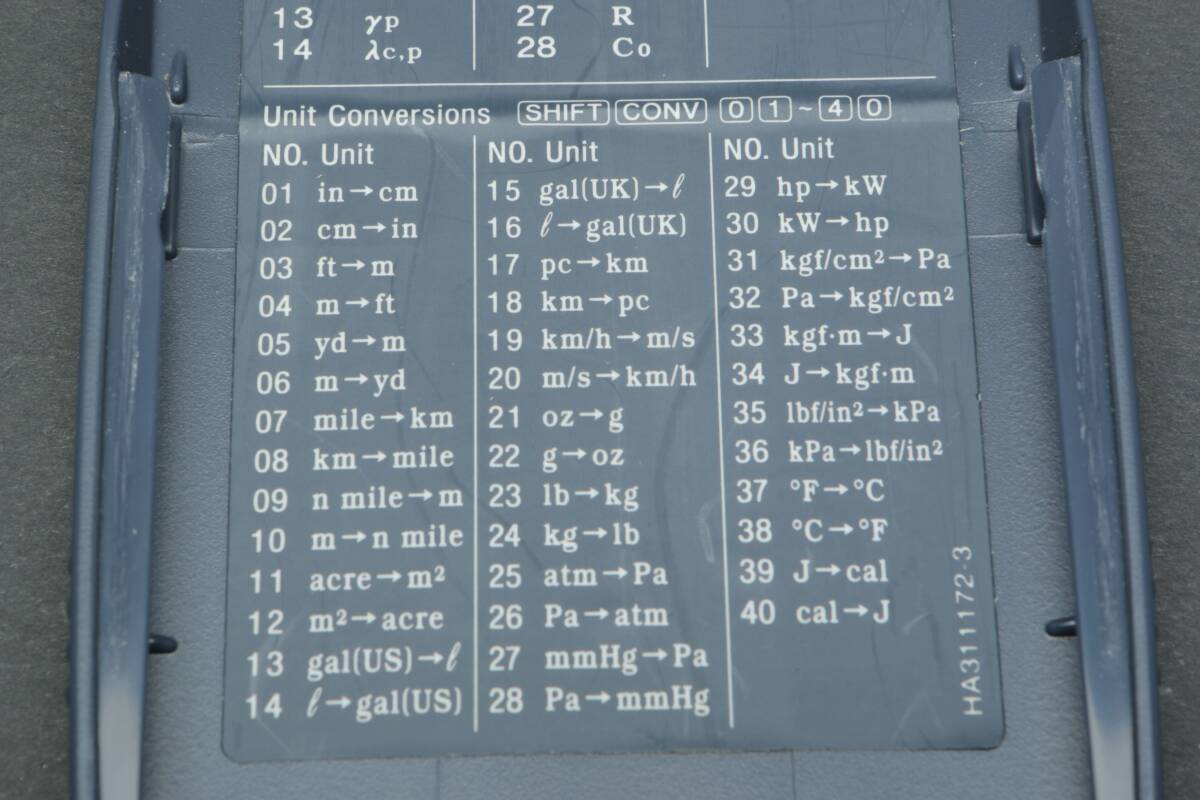 13 γp 27 R
14 λc,p 28 Co
Unit Conversions SHIFT CONV 0 1 ~ 4 0
NO. Unit NO. Unit NO. Unit
01 in→cm 15 gal(UK)→ℓ 29 hp→kW
02 cm→in 16 ℓ→gal(UK) 30 kW→hp
03 ft→m 17 pc→km 31 kgf/cm²→Pa
04 m→ft 18 km→pc 32 Pa→kgf/cm²
05 yd→m 19 km/h→m/s 33 kgf·m→J
06 m→yd 20 m/s→km/h 34 J→kgf·m
07 mile→km 21 oz→g 35 lbf/in²→kPa
08 km→mile 22 g→oz 36 kPa→lbf/in²
09 n mile→m 23 lb→kg 37 °F→°C
10 m→n mile 24 kg→lb 38 °C→°F
11 acre→m² 25 atm→Pa 39 J→cal
12 m²→acre 26 Pa→atm 40 cal→J
13 gal(US)→ℓ 27 mmHg→Pa
14 ℓ→gal(US) 28 Pa→mmHg
HA311172-3